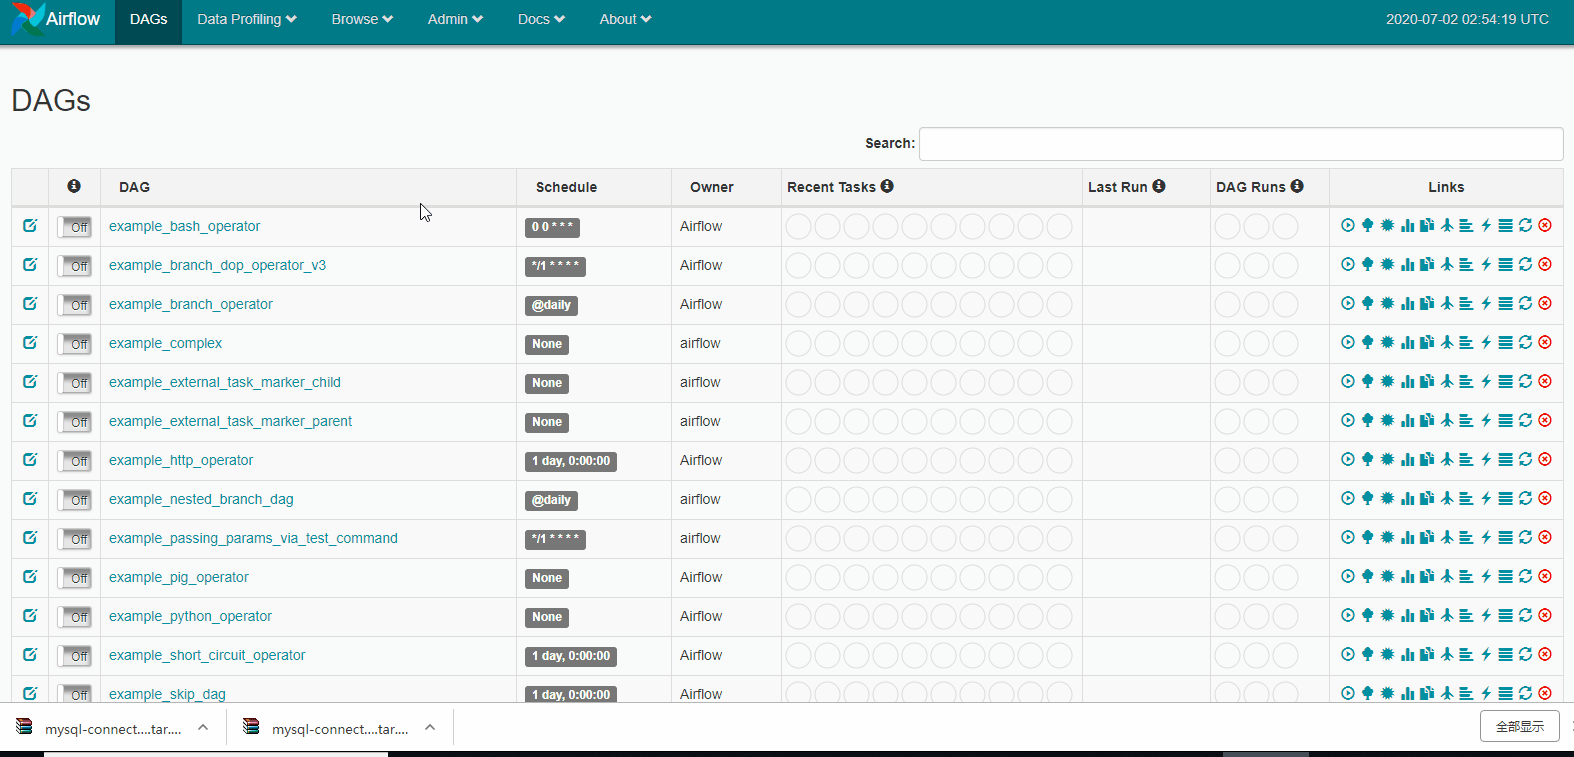 Airflow DAGs Data Profiling Browse Admin Docs About 2020-07-02 02:54:19 UTC
DAGs
Search:
DAG Schedule Owner Recent Tasks Last Run DAG Runs Links
Off example_bash_operator 0 0 * * * Airflow
Off example_branch_dop_operator_v3 */1 * * * * Airflow
Off example_branch_operator @daily Airflow
Off example_complex None airflow
Off example_external_task_marker_child None airflow
Off example_external_task_marker_parent None airflow
Off example_http_operator 1 day, 0:00:00 Airflow
Off example_nested_branch_dag @daily airflow
Off example_passing_params_via_test_command */1 * * * * airflow
Off example_pig_operator None Airflow
Off example_python_operator None Airflow
Off example_short_circuit_operator 1 day, 0:00:00 Airflow
Off example_skip_dag 1 day, 0:00:00 Airflow
mysql-connect....tar.... mysql-connect....tar.... 全部显示